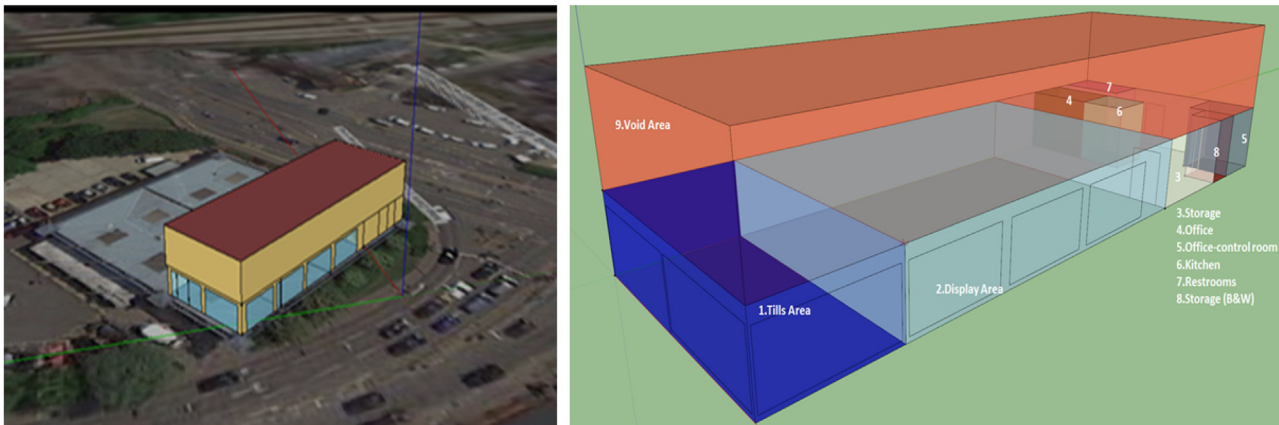 9.Void Area
7
4
6
5
8
3
1.Tills Area
2.Display Area
3.Storage
4.Office
5.Office-control room
6.Kitchen
7.Restrooms
8.Storage (B&W)